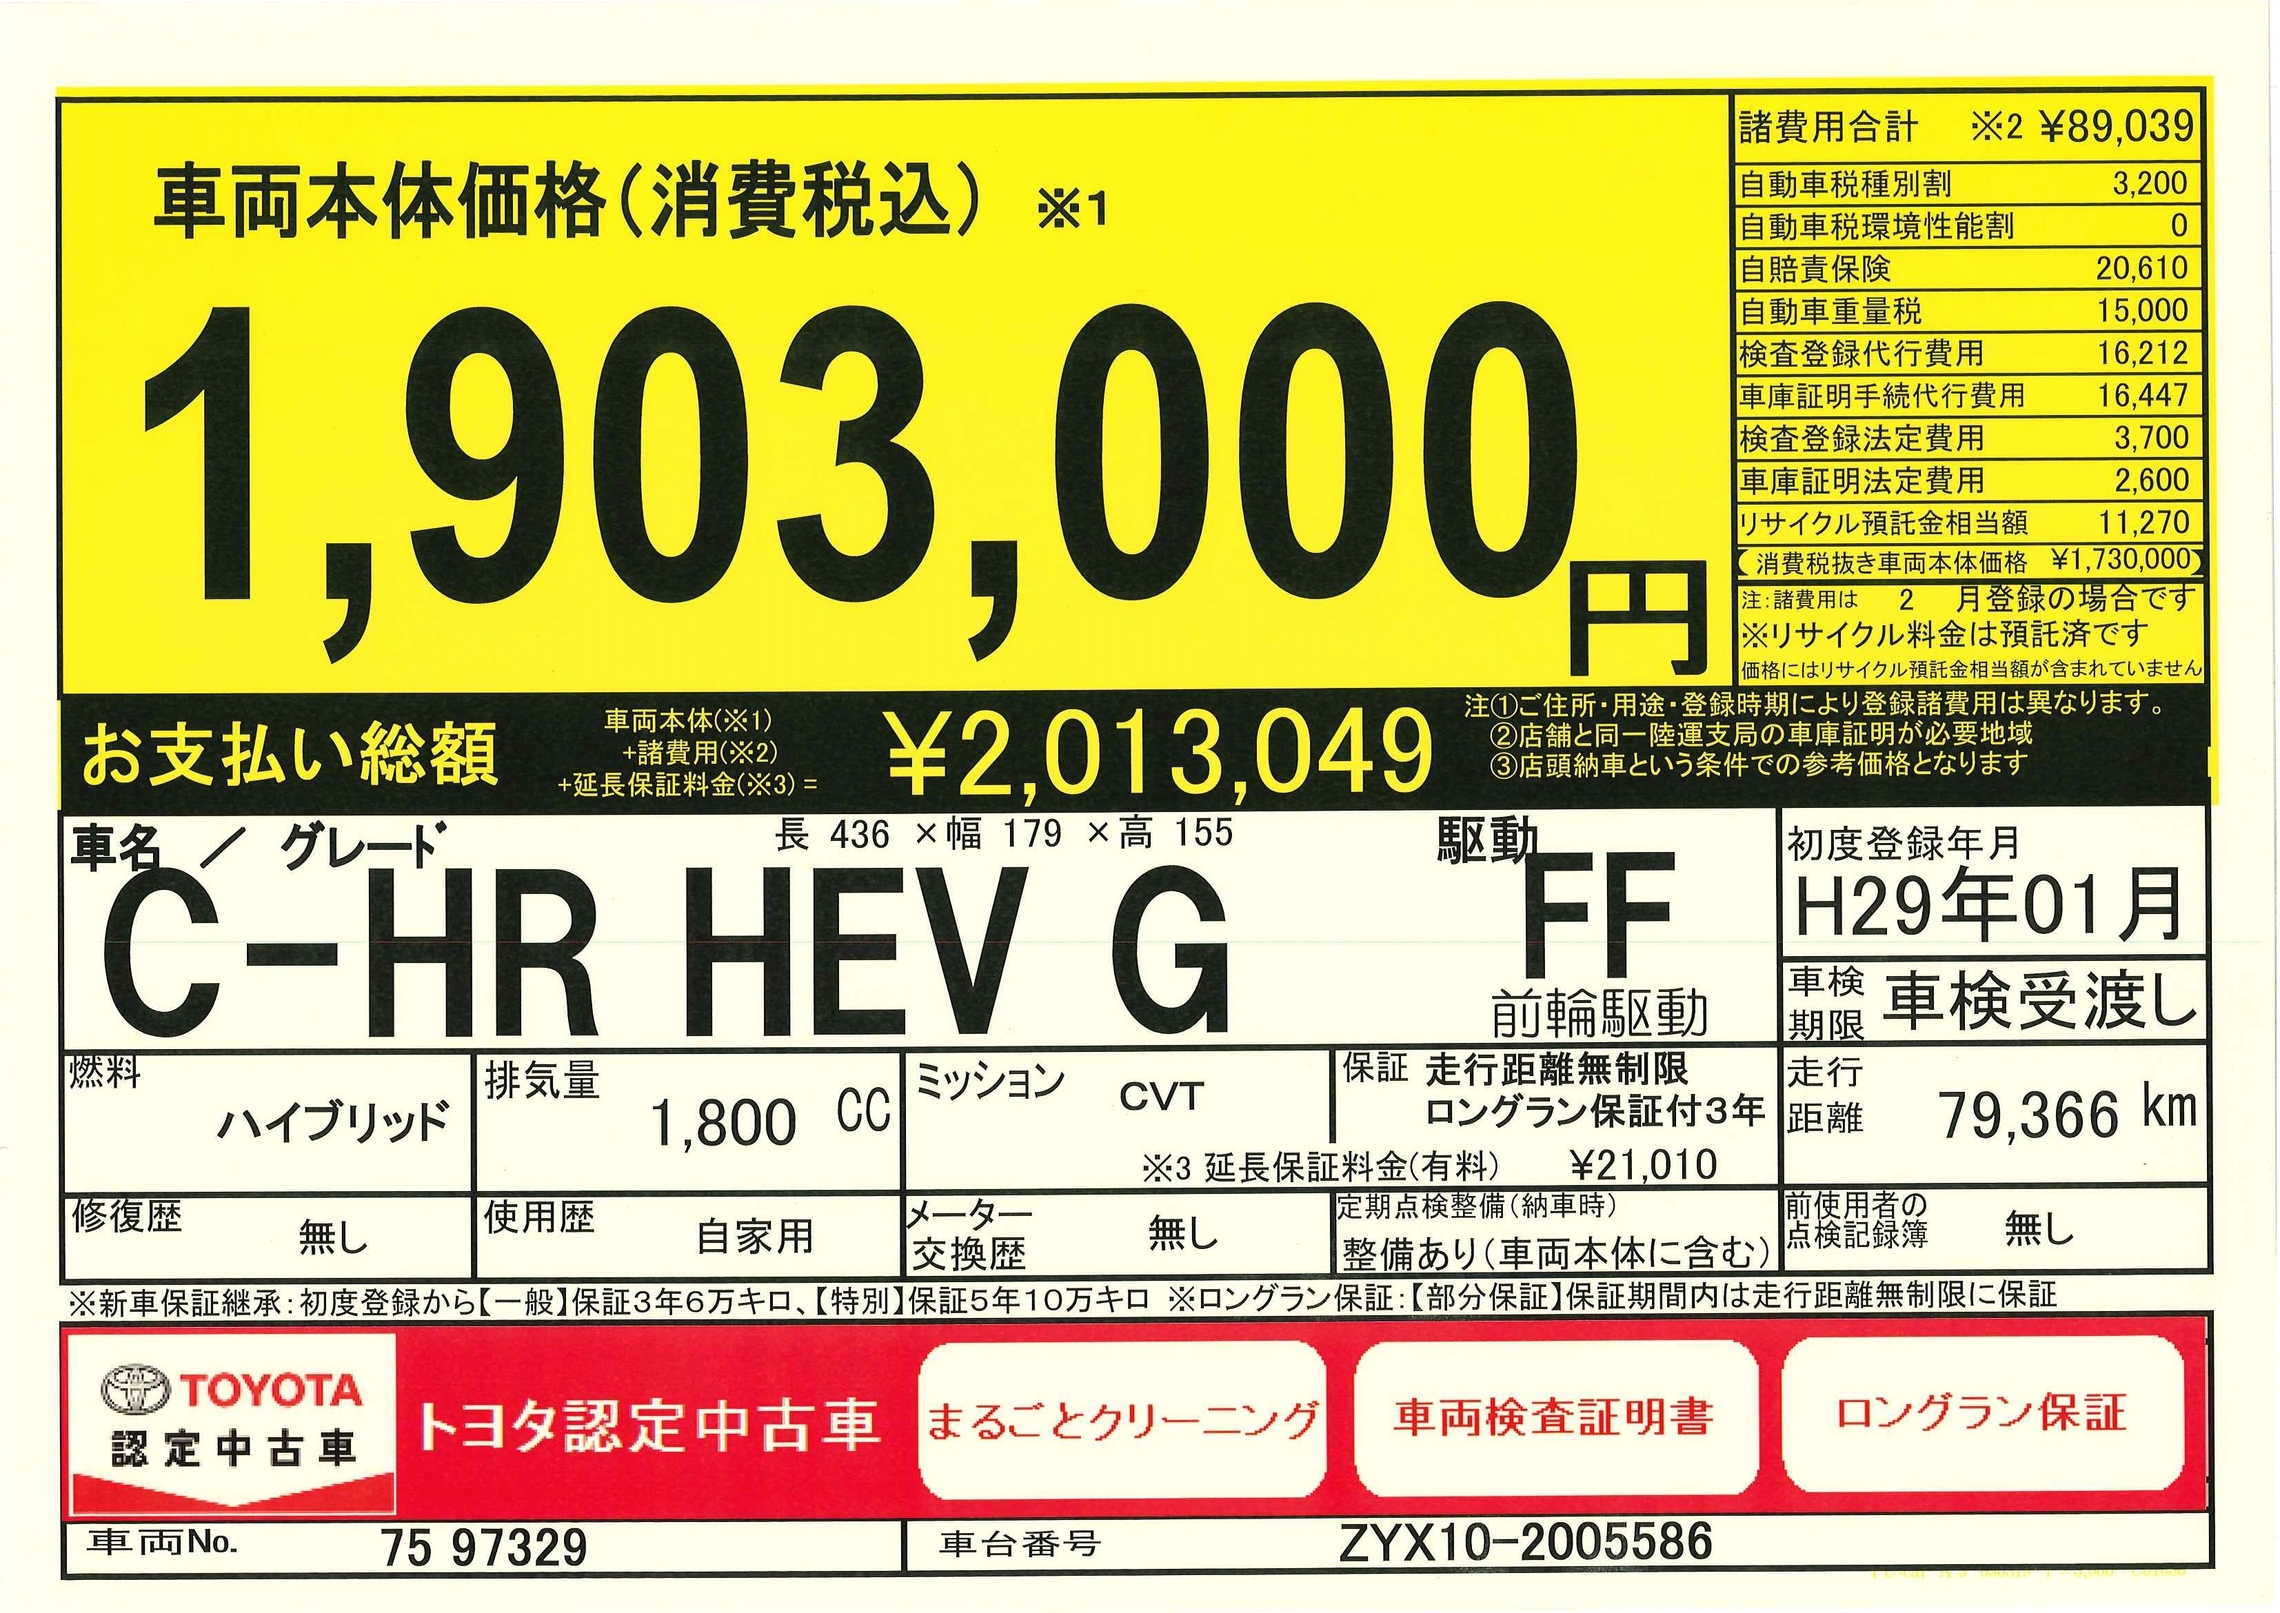 車両本体価格(消費税込) ※1
1,903,000円
諸費用合計 ※2 ¥89,039
自動車税種別割 3,200
自動車税環境性能割 0
自賠責保険 20,610
自動車重量税 15,000
検査登録代行費用 16,212
車庫証明手続代行費用 16,447
検査登録法定費用 3,700
車庫証明法定費用 2,600
リサイクル預託金相当額 11,270
【消費税抜き車両本体価格 ¥1,730,000】
注:諸費用は 2 月登録の場合です
※リサイクル料金は預託済です
価格にはリサイクル預託金相当額が含まれていません
お支払い総額
車両本体(※1)
+諸費用(※2)
+延長保証料金(※3)=
¥2,013,049
注①ご住所・用途・登録時期により登録諸費用は異なります。
②店舗と同一陸運支局の車庫証明が必要地域
③店頭納車という条件での参考価格となります
車名 / グレード 長 436 ×幅 179 ×高 155
C-HR HEV G
駆動
FF
前輪駆動
初度登録年月
H29年01月
車検期限 車検受渡し
燃料 ハイブリッド
排気量 1,800 CC
ミッション CVT
保証 走行距離無制限
ロングラン保証付3年
※3 延長保証料金(有料) ¥21,010
走行距離 79,366 km
修復歴 無し
使用歴 自家用
メーター交換歴 無し
定期点検整備(納車時)
整備あり(車両本体に含む)
前使用者の点検記録簿 無し
※新車保証継承:初度登録から【一般】保証3年6万キロ、【特別】保証5年10万キロ ※ロングラン保証:【部分保証】保証期間内は走行距離無制限に保証
TOYOTA
認定中古車
トヨタ認定中古車
まるごとクリーニング
車両検査証明書
ロングラン保証
車両No. 75 97329
車台番号 ZYX10-2005586